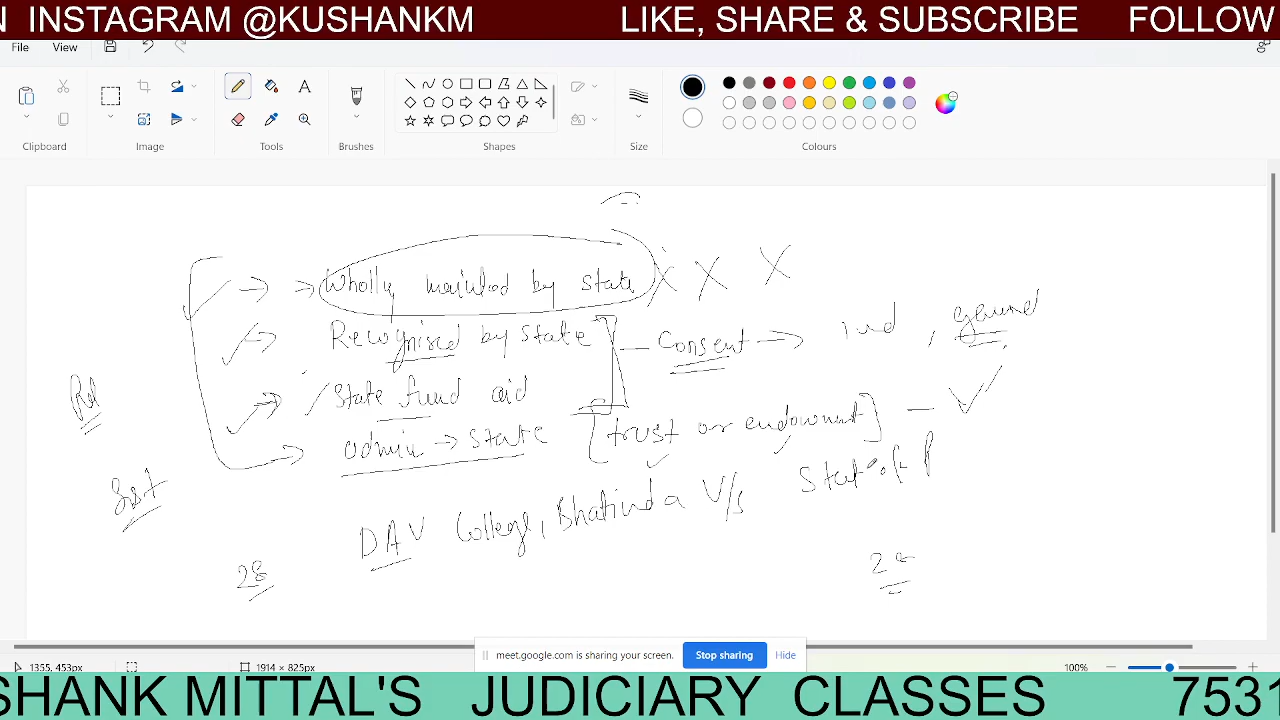 N INSTAGRAM @KUSHANKM LIKE, SHARE & SUBSCRIBE FOLLOW
File View
Clipboard Image Tools Brushes Shapes Size Colours
wholly by state X X X
Recognised by State - Consent → ind, general
State fund aid
admin → State [trust or endowment] -
Rel
Inst
DAV College, Bhatinda V/s State of P
28
meet.google.com is sharing your screen. Stop sharing Hide
1355, 453px 1914 × 825px 100%
SHANK MITTAL'S JUDICIARY CLASSES 7531